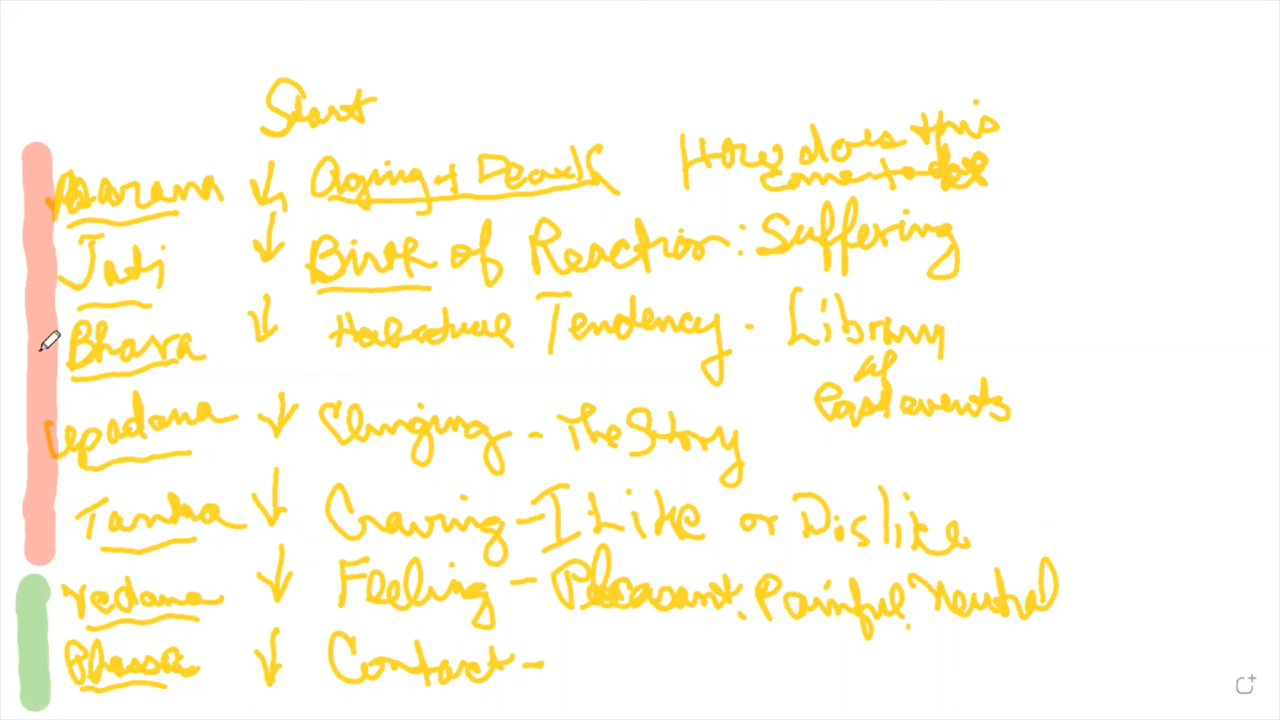 Start
Marana ↓ Aging + Death How does this
come to be
Jati ↓ Birth of Reaction: Suffering
Bhava ↓ Habitual Tendency - Library
of
Past events
Upadana ↓ Clinging - The Story
Tanha ↓ Craving - I Like or Dislike
Vedana ↓ Feeling - Pleasant, Painful, Neutral
Phassa ↓ Contact -